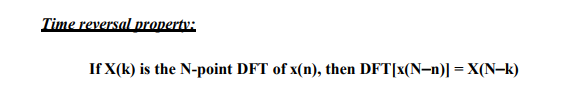 Time reversal property:
If X(k) is the N-point DFT of x(n), then DFT[x(N–n)] = X(N–k)